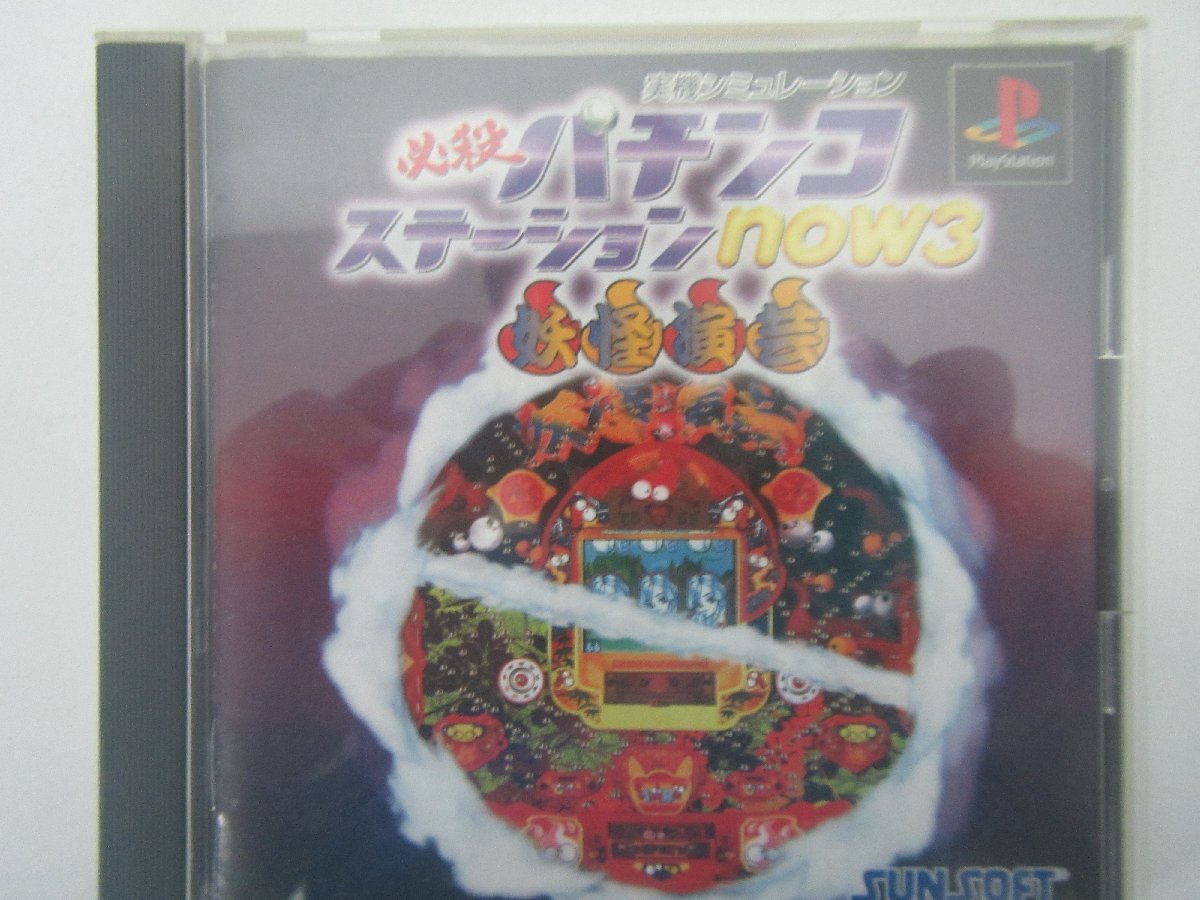 実機シミュレーション
必殺パチンコ
ステーションnow3
妖怪演芸
PlayStation
SUNSOFT